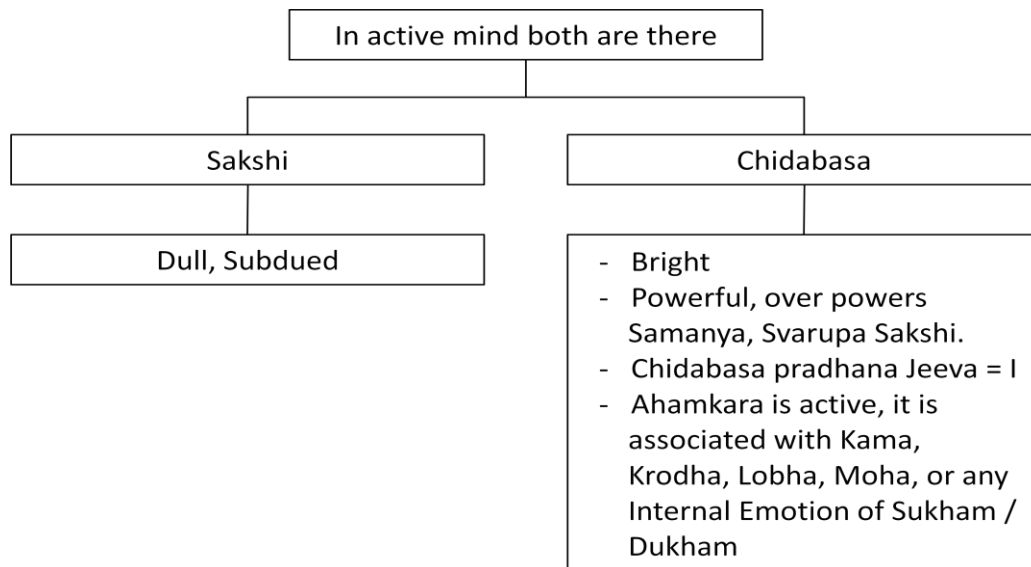 In active mind both are there
Sakshi
Chidabasa
Dull, Subdued
- Bright
- Powerful, over powers
Samanya, Svarupa Sakshi.
- Chidabasa pradhana Jeeva = I
- Ahamkara is active, it is
associated with Kama,
Krodha, Lobha, Moha, or any
Internal Emotion of Sukham /
Dukham